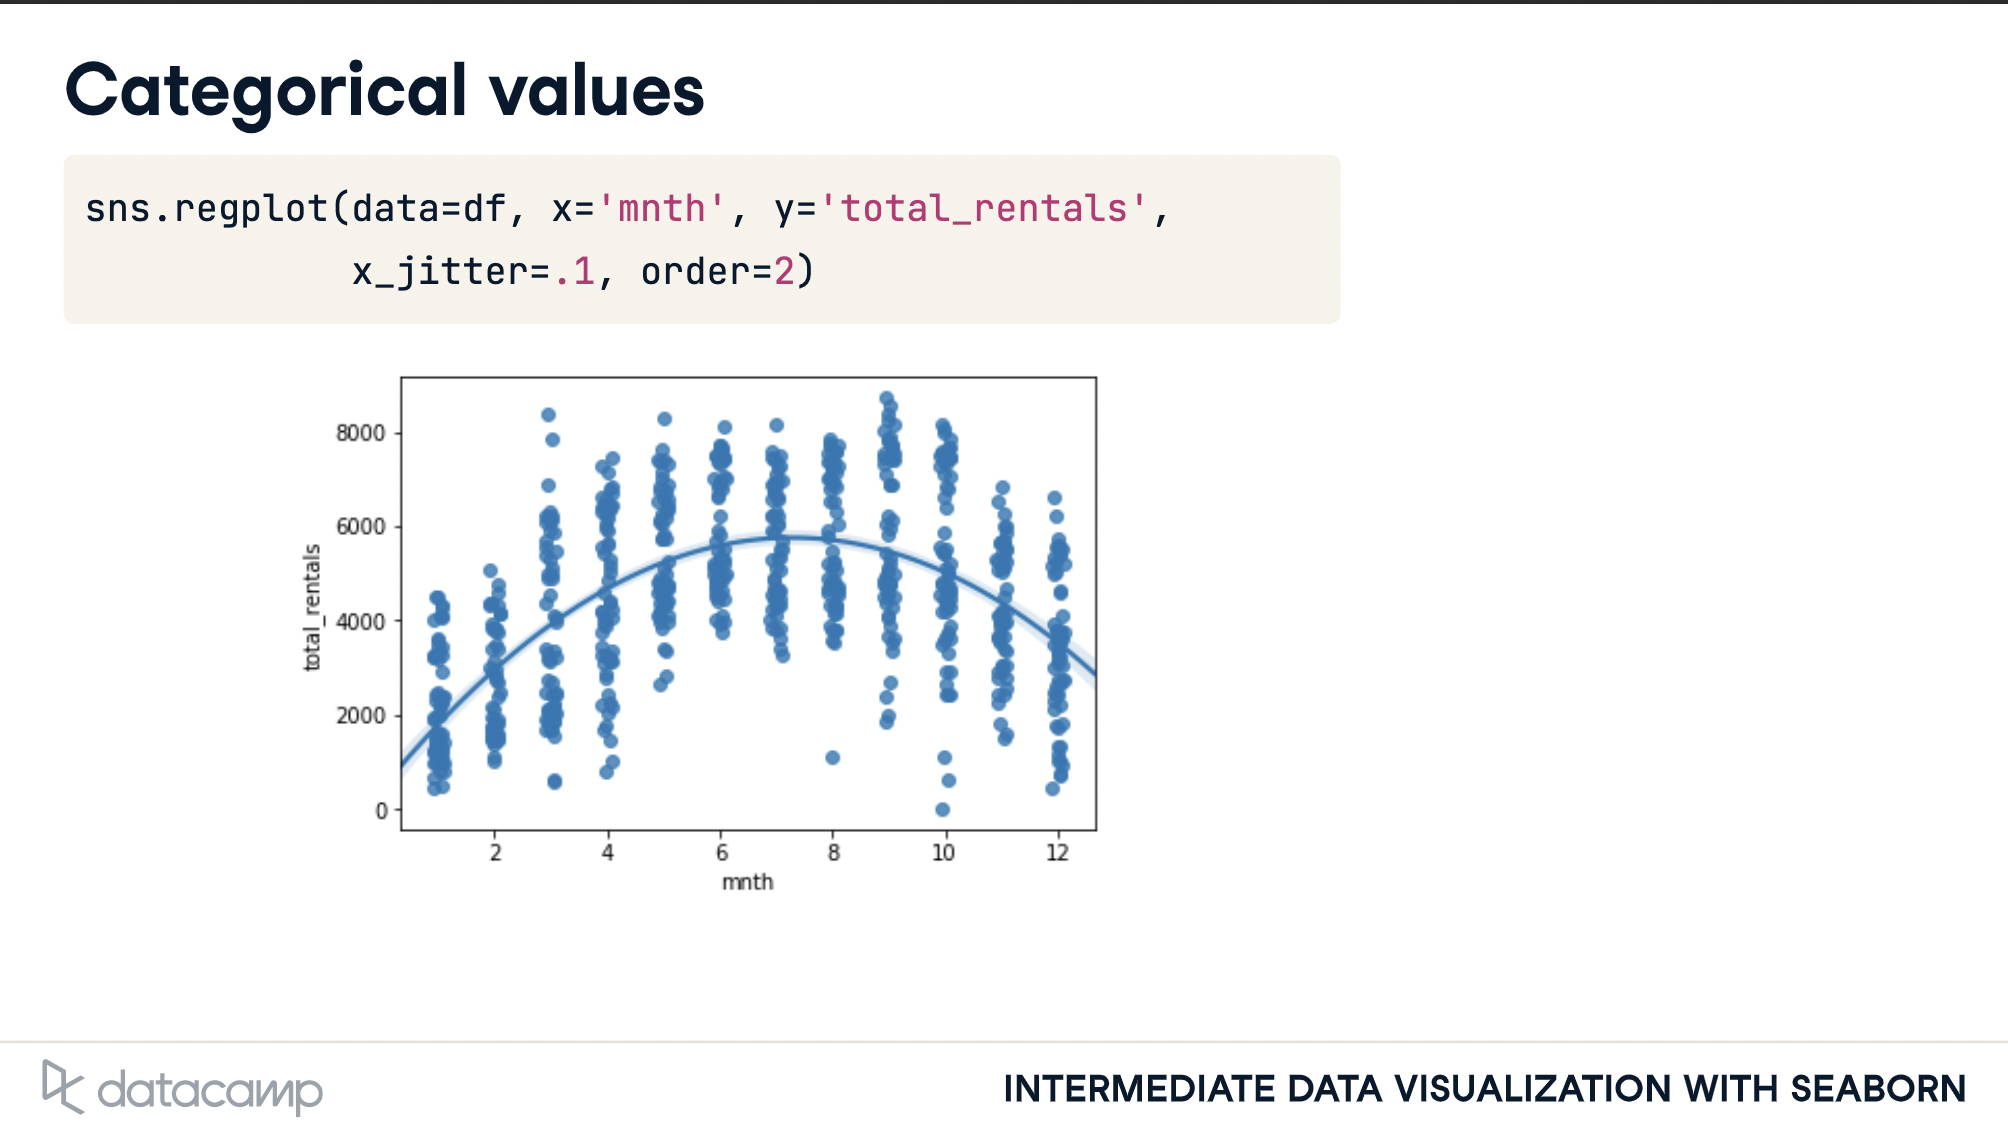 Categorical values
sns.regplot(data=df, x='mnth', y='total_rentals',
x_jitter=.1, order=2)
8000
6000
4000
2000
0
total_rentals
2 4 6 8 10 12
mnth
datacamp
INTERMEDIATE DATA VISUALIZATION WITH SEABORN